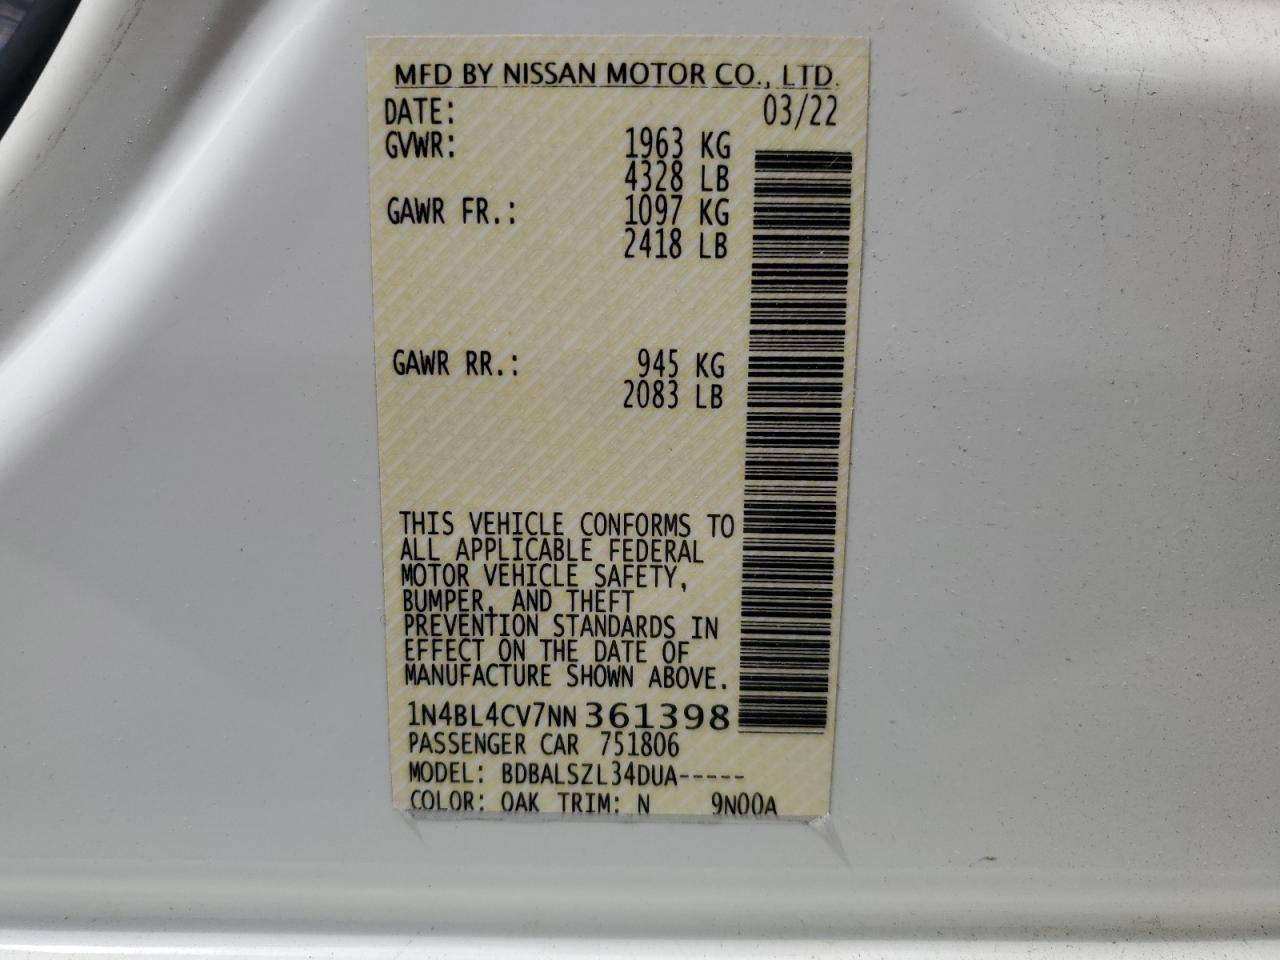 MFD BY NISSAN MOTOR CO., LTD.
DATE: 03/22
GVWR: 1963 KG
4328 LB
GAWR FR.: 1097 KG
2418 LB
GAWR RR.: 945 KG
2083 LB
THIS VEHICLE CONFORMS TO
ALL APPLICABLE FEDERAL
MOTOR VEHICLE SAFETY,
BUMPER, AND THEFT
PREVENTION STANDARDS IN
EFFECT ON THE DATE OF
MANUFACTURE SHOWN ABOVE.
1N4BL4CV7NN361398
PASSENGER CAR 751806
MODEL: BDBALSZL34DUA-----
COLOR: QAK TRIM: N 9N00A